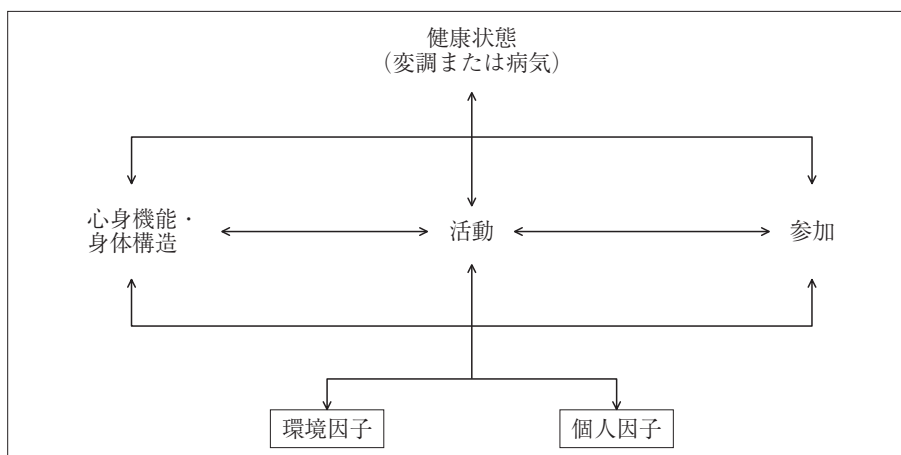 健康状態
（変調または病気）
心身機能・
身体構造
活動
参加
環境因子
個人因子